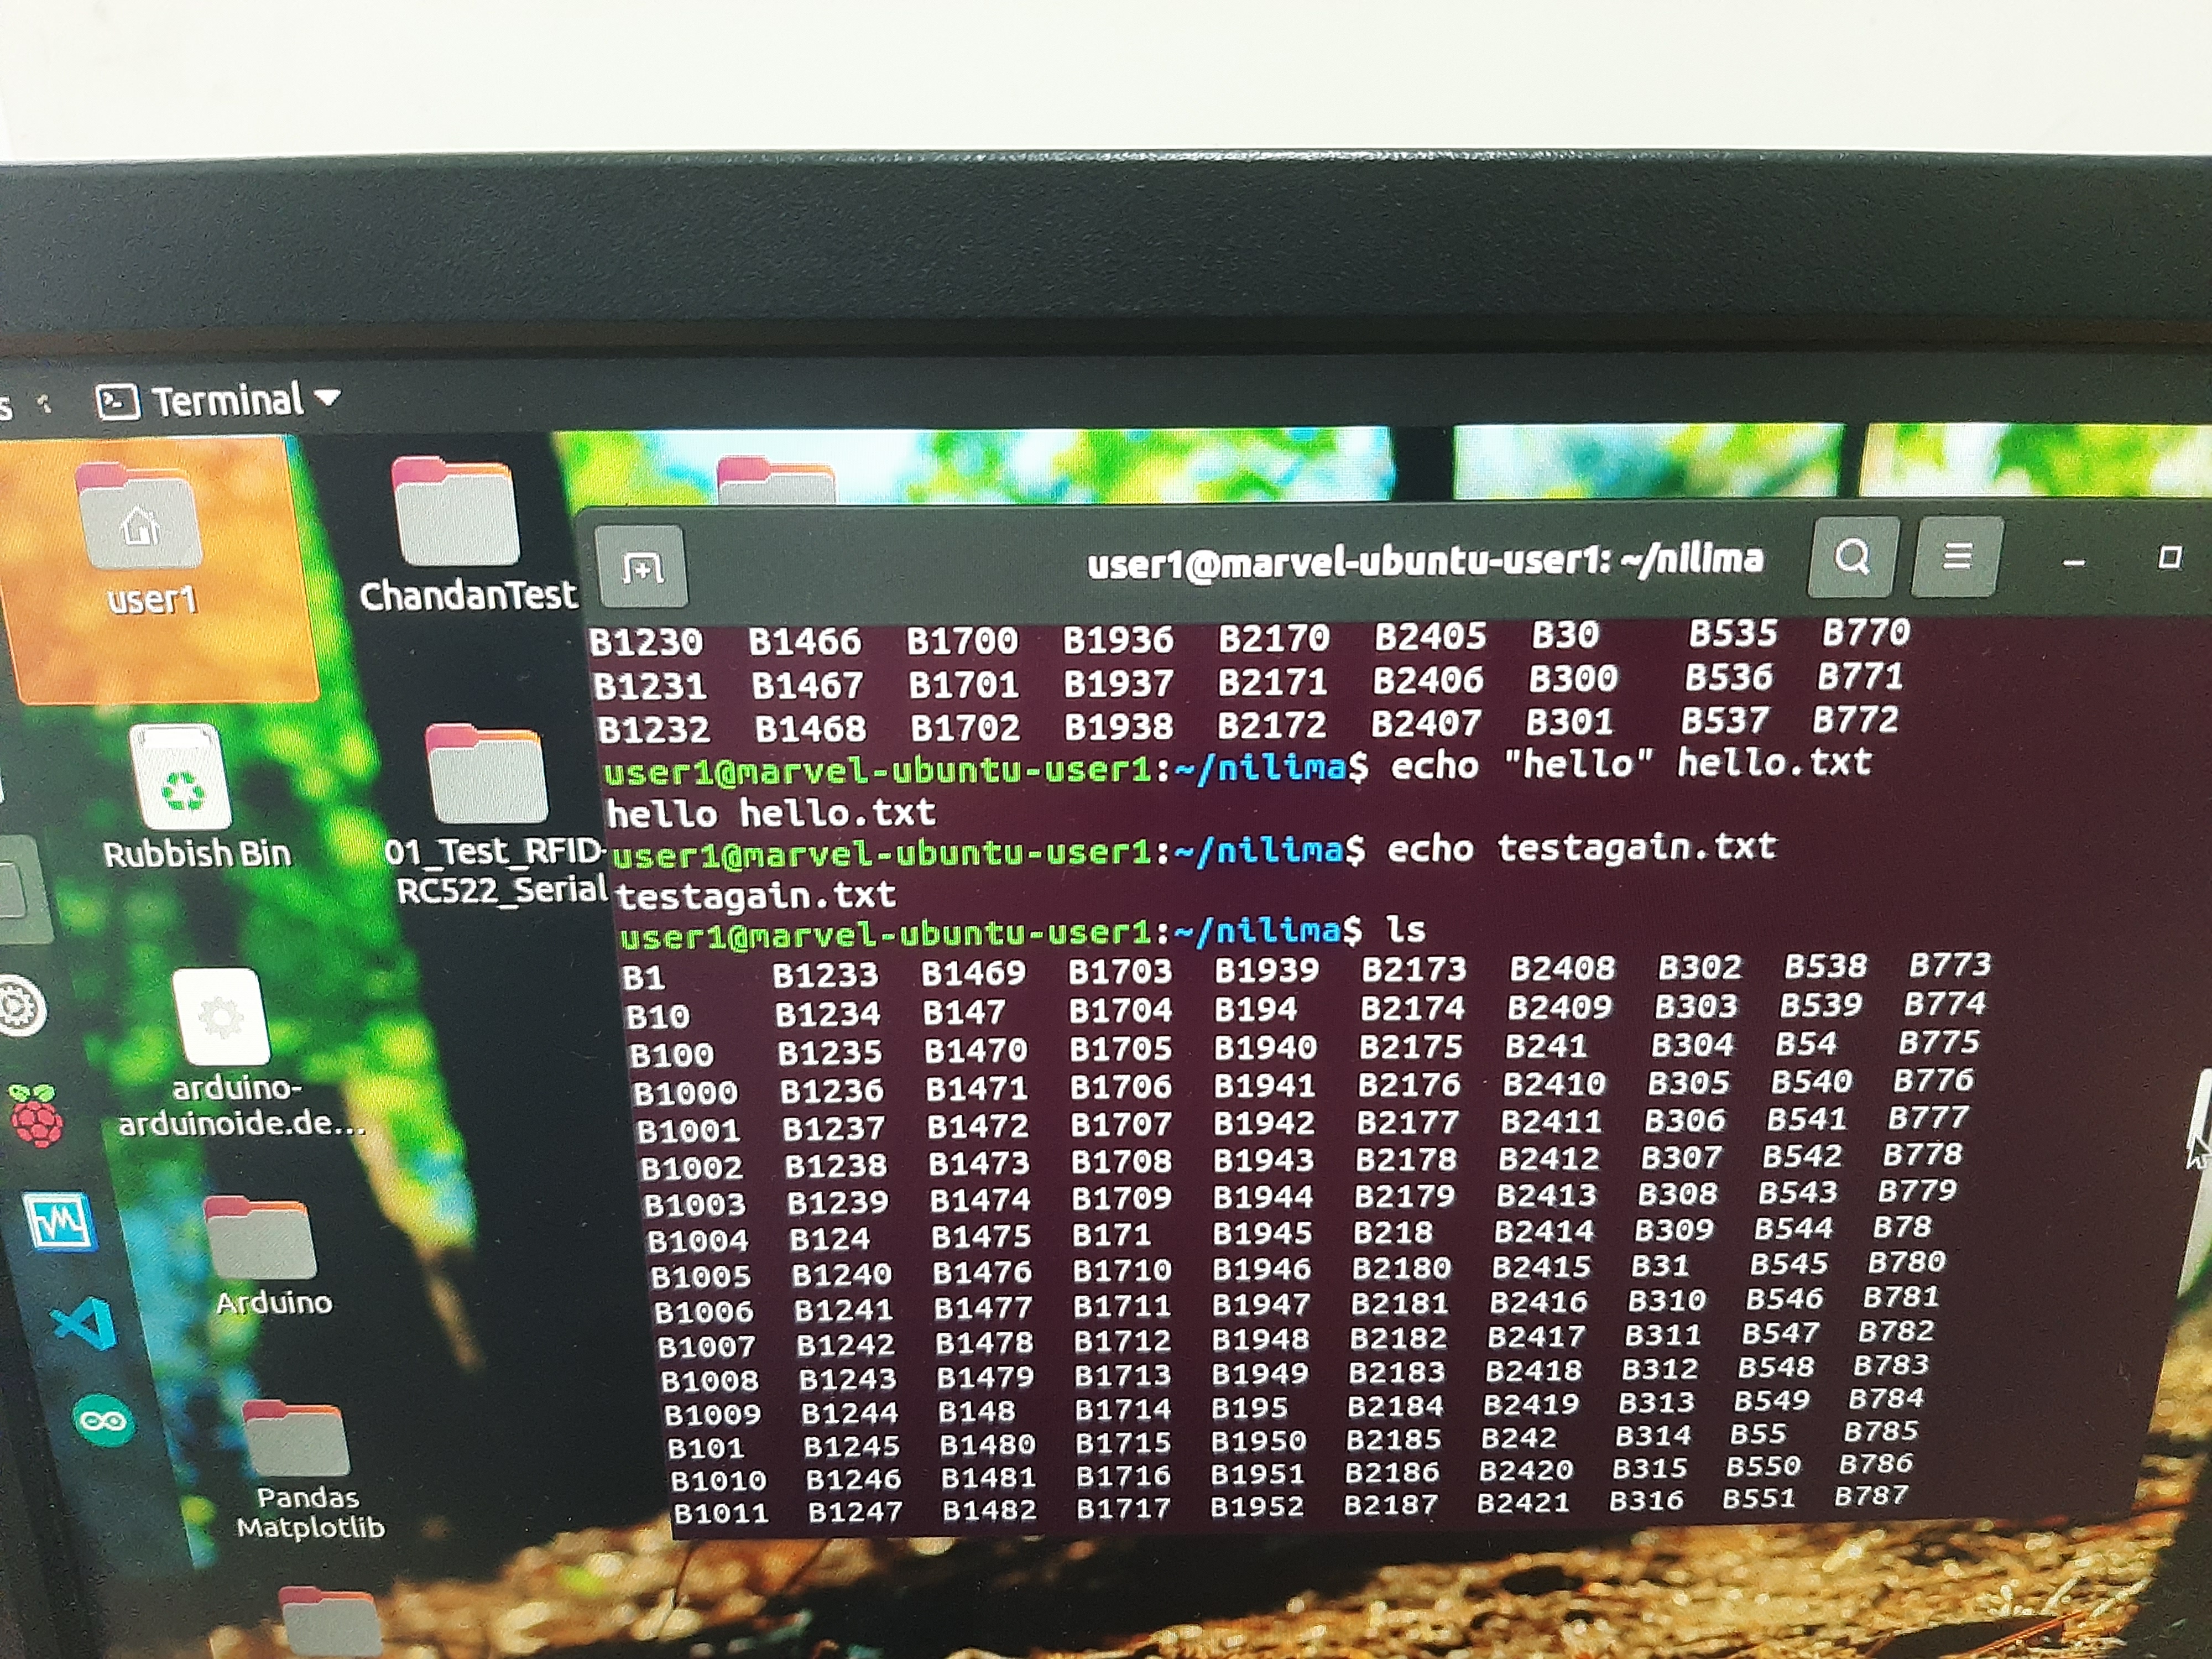 Terminal
user1
ChandanTest
Rubbish Bin
01_Test_RFID-
RC522_Serial
arduino-
arduinoide.de...
Arduino
Pandas
Matplotlib
user1@marvel-ubuntu-user1: ~/nilima
B1230 B1466 B1700 B1936 B2170 B2405 B30 B535 B770
B1231 B1467 B1701 B1937 B2171 B2406 B300 B536 B771
B1232 B1468 B1702 B1938 B2172 B2407 B301 B537 B772
user1@marvel-ubuntu-user1:~/nilima$ echo "hello" hello.txt
hello hello.txt
user1@marvel-ubuntu-user1:~/nilima$ echo testagain.txt
testagain.txt
user1@marvel-ubuntu-user1:~/nilima$ ls
B1 B1233 B1469 B1703 B1939 B2173 B2408 B302 B538 B773
B10 B1234 B147 B1704 B194 B2174 B2409 B303 B539 B774
B100 B1235 B1470 B1705 B1940 B2175 B241 B304 B54 B775
B1000 B1236 B1471 B1706 B1941 B2176 B2410 B305 B540 B776
B1001 B1237 B1472 B1707 B1942 B2177 B2411 B306 B541 B777
B1002 B1238 B1473 B1708 B1943 B2178 B2412 B307 B542 B778
B1003 B1239 B1474 B1709 B1944 B2179 B2413 B308 B543 B779
B1004 B124 B1475 B171 B1945 B218 B2414 B309 B544 B78
B1005 B1240 B1476 B1710 B1946 B2180 B2415 B31 B545 B780
B1006 B1241 B1477 B1711 B1947 B2181 B2416 B310 B546 B781
B1007 B1242 B1478 B1712 B1948 B2182 B2417 B311 B547 B782
B1008 B1243 B1479 B1713 B1949 B2183 B2418 B312 B548 B783
B1009 B1244 B148 B1714 B195 B2184 B2419 B313 B549 B784
B101 B1245 B1480 B1715 B1950 B2185 B242 B314 B55 B785
B1010 B1246 B1481 B1716 B1951 B2186 B2420 B315 B550 B786
B1011 B1247 B1482 B1717 B1952 B2187 B2421 B316 B551 B787